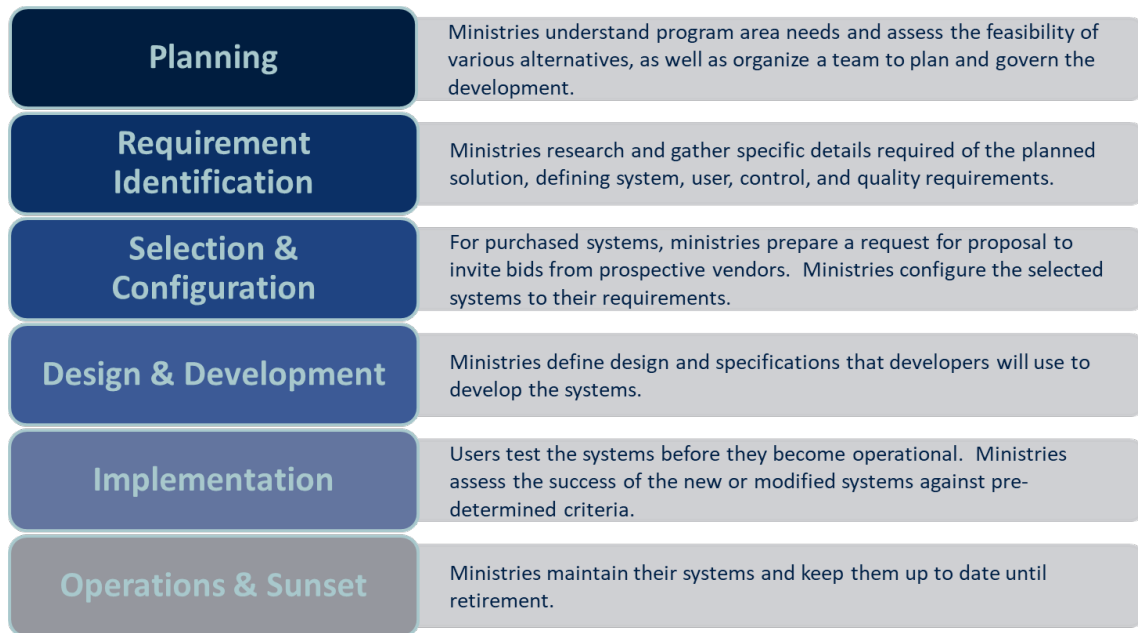 Planning
Ministries understand program area needs and assess the feasibility of
various alternatives, as well as organize a team to plan and govern the
development.
Requirement
Identification
Ministries research and gather specific details required of the planned
solution, defining system, user, control, and quality requirements.
Selection &
Configuration
For purchased systems, ministries prepare a request for proposal to
invite bids from prospective vendors.  Ministries configure the selected
systems to their requirements.
Design & Development
Ministries define design and specifications that developers will use to
develop the systems.
Implementation
Users test the systems before they become operational.  Ministries
assess the success of the new or modified systems against pre-
determined criteria.
Operations & Sunset
Ministries maintain their systems and keep them up to date until
retirement.